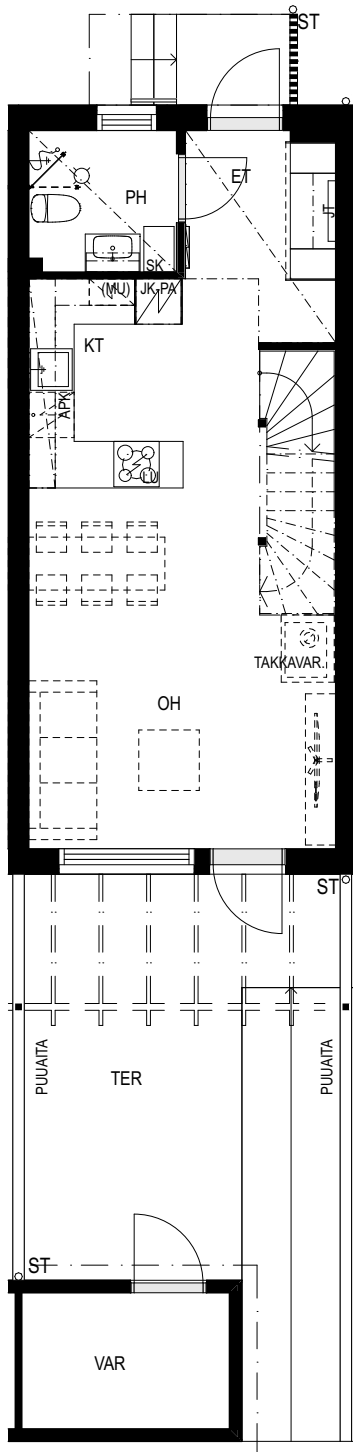 ST
PH
ET
JT
SK
(MU)
JK-PA
KT
APK
LU
TAKKAVAR.
OH
ST
PUUAITA
PUUAITA
TER
ST
VAR